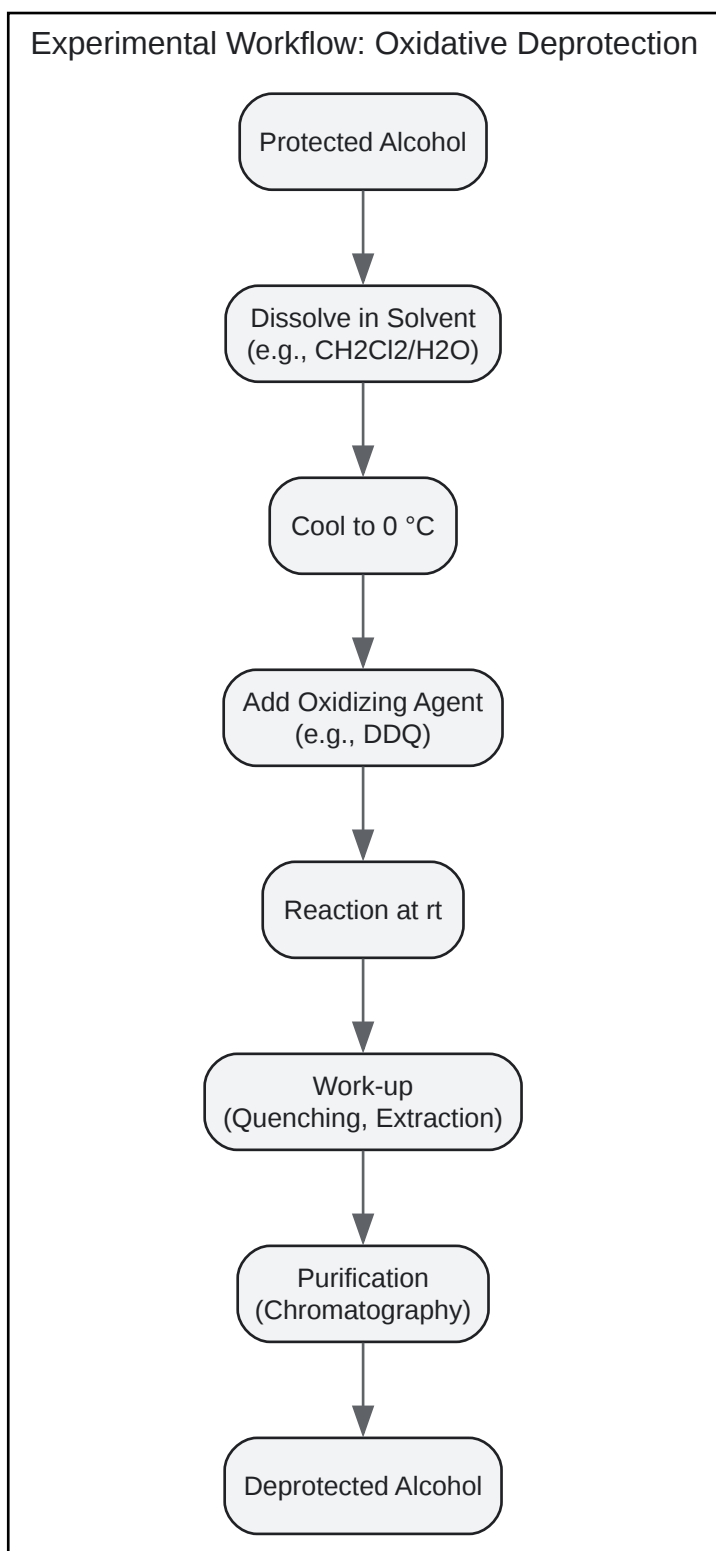 Experimental Workflow: Oxidative Deprotection
Protected Alcohol
Dissolve in Solvent
(e.g., CH2Cl2/H2O)
Cool to 0 °C
Add Oxidizing Agent
(e.g., DDQ)
Reaction at rt
Work-up
(Quenching, Extraction)
Purification
(Chromatography)
Deprotected Alcohol